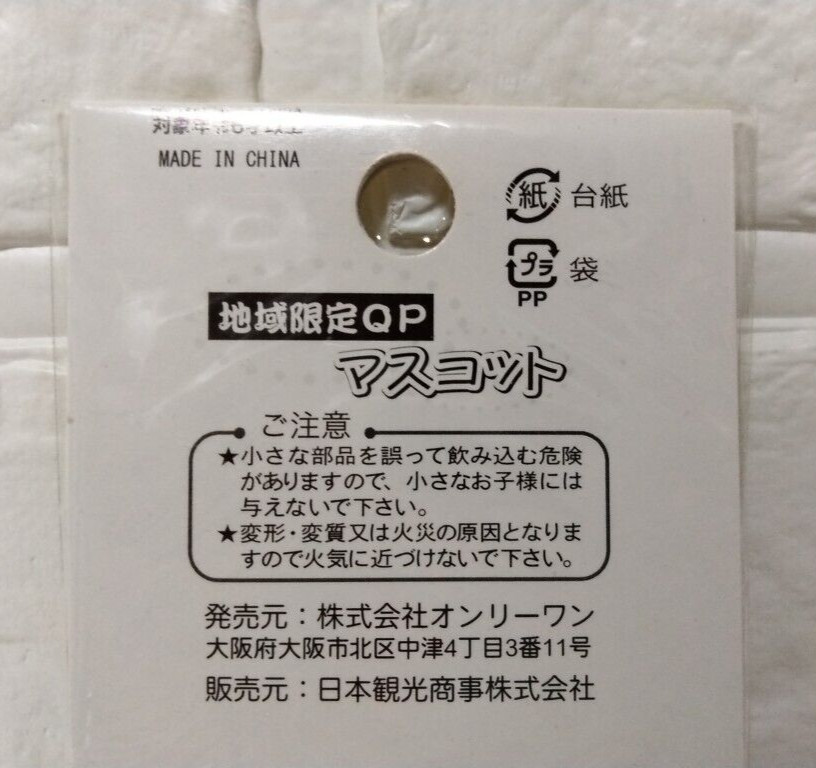 対象年令6才以上
MADE IN CHINA
紙 台紙
プラ 袋
PP
地域限定QP
マスコット
ご注意
★小さな部品を誤って飲み込む危険
がありますので、小さなお子様には
与えないで下さい。
★変形・変質又は火災の原因となりま
すので火気に近づけないで下さい。
発売元：株式会社オンリーワン
大阪府大阪市北区中津4丁目3番11号
販売元：日本観光商事株式会社